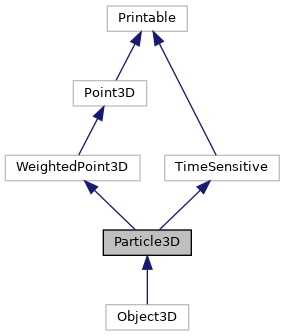 Printable
Point3D
WeightedPoint3D
TimeSensitive
Particle3D
Object3D